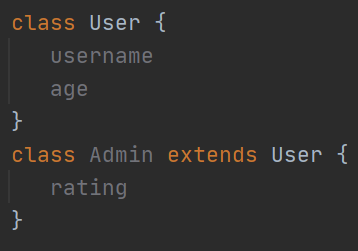 class User {
username
age
}
class Admin extends User {
rating
}